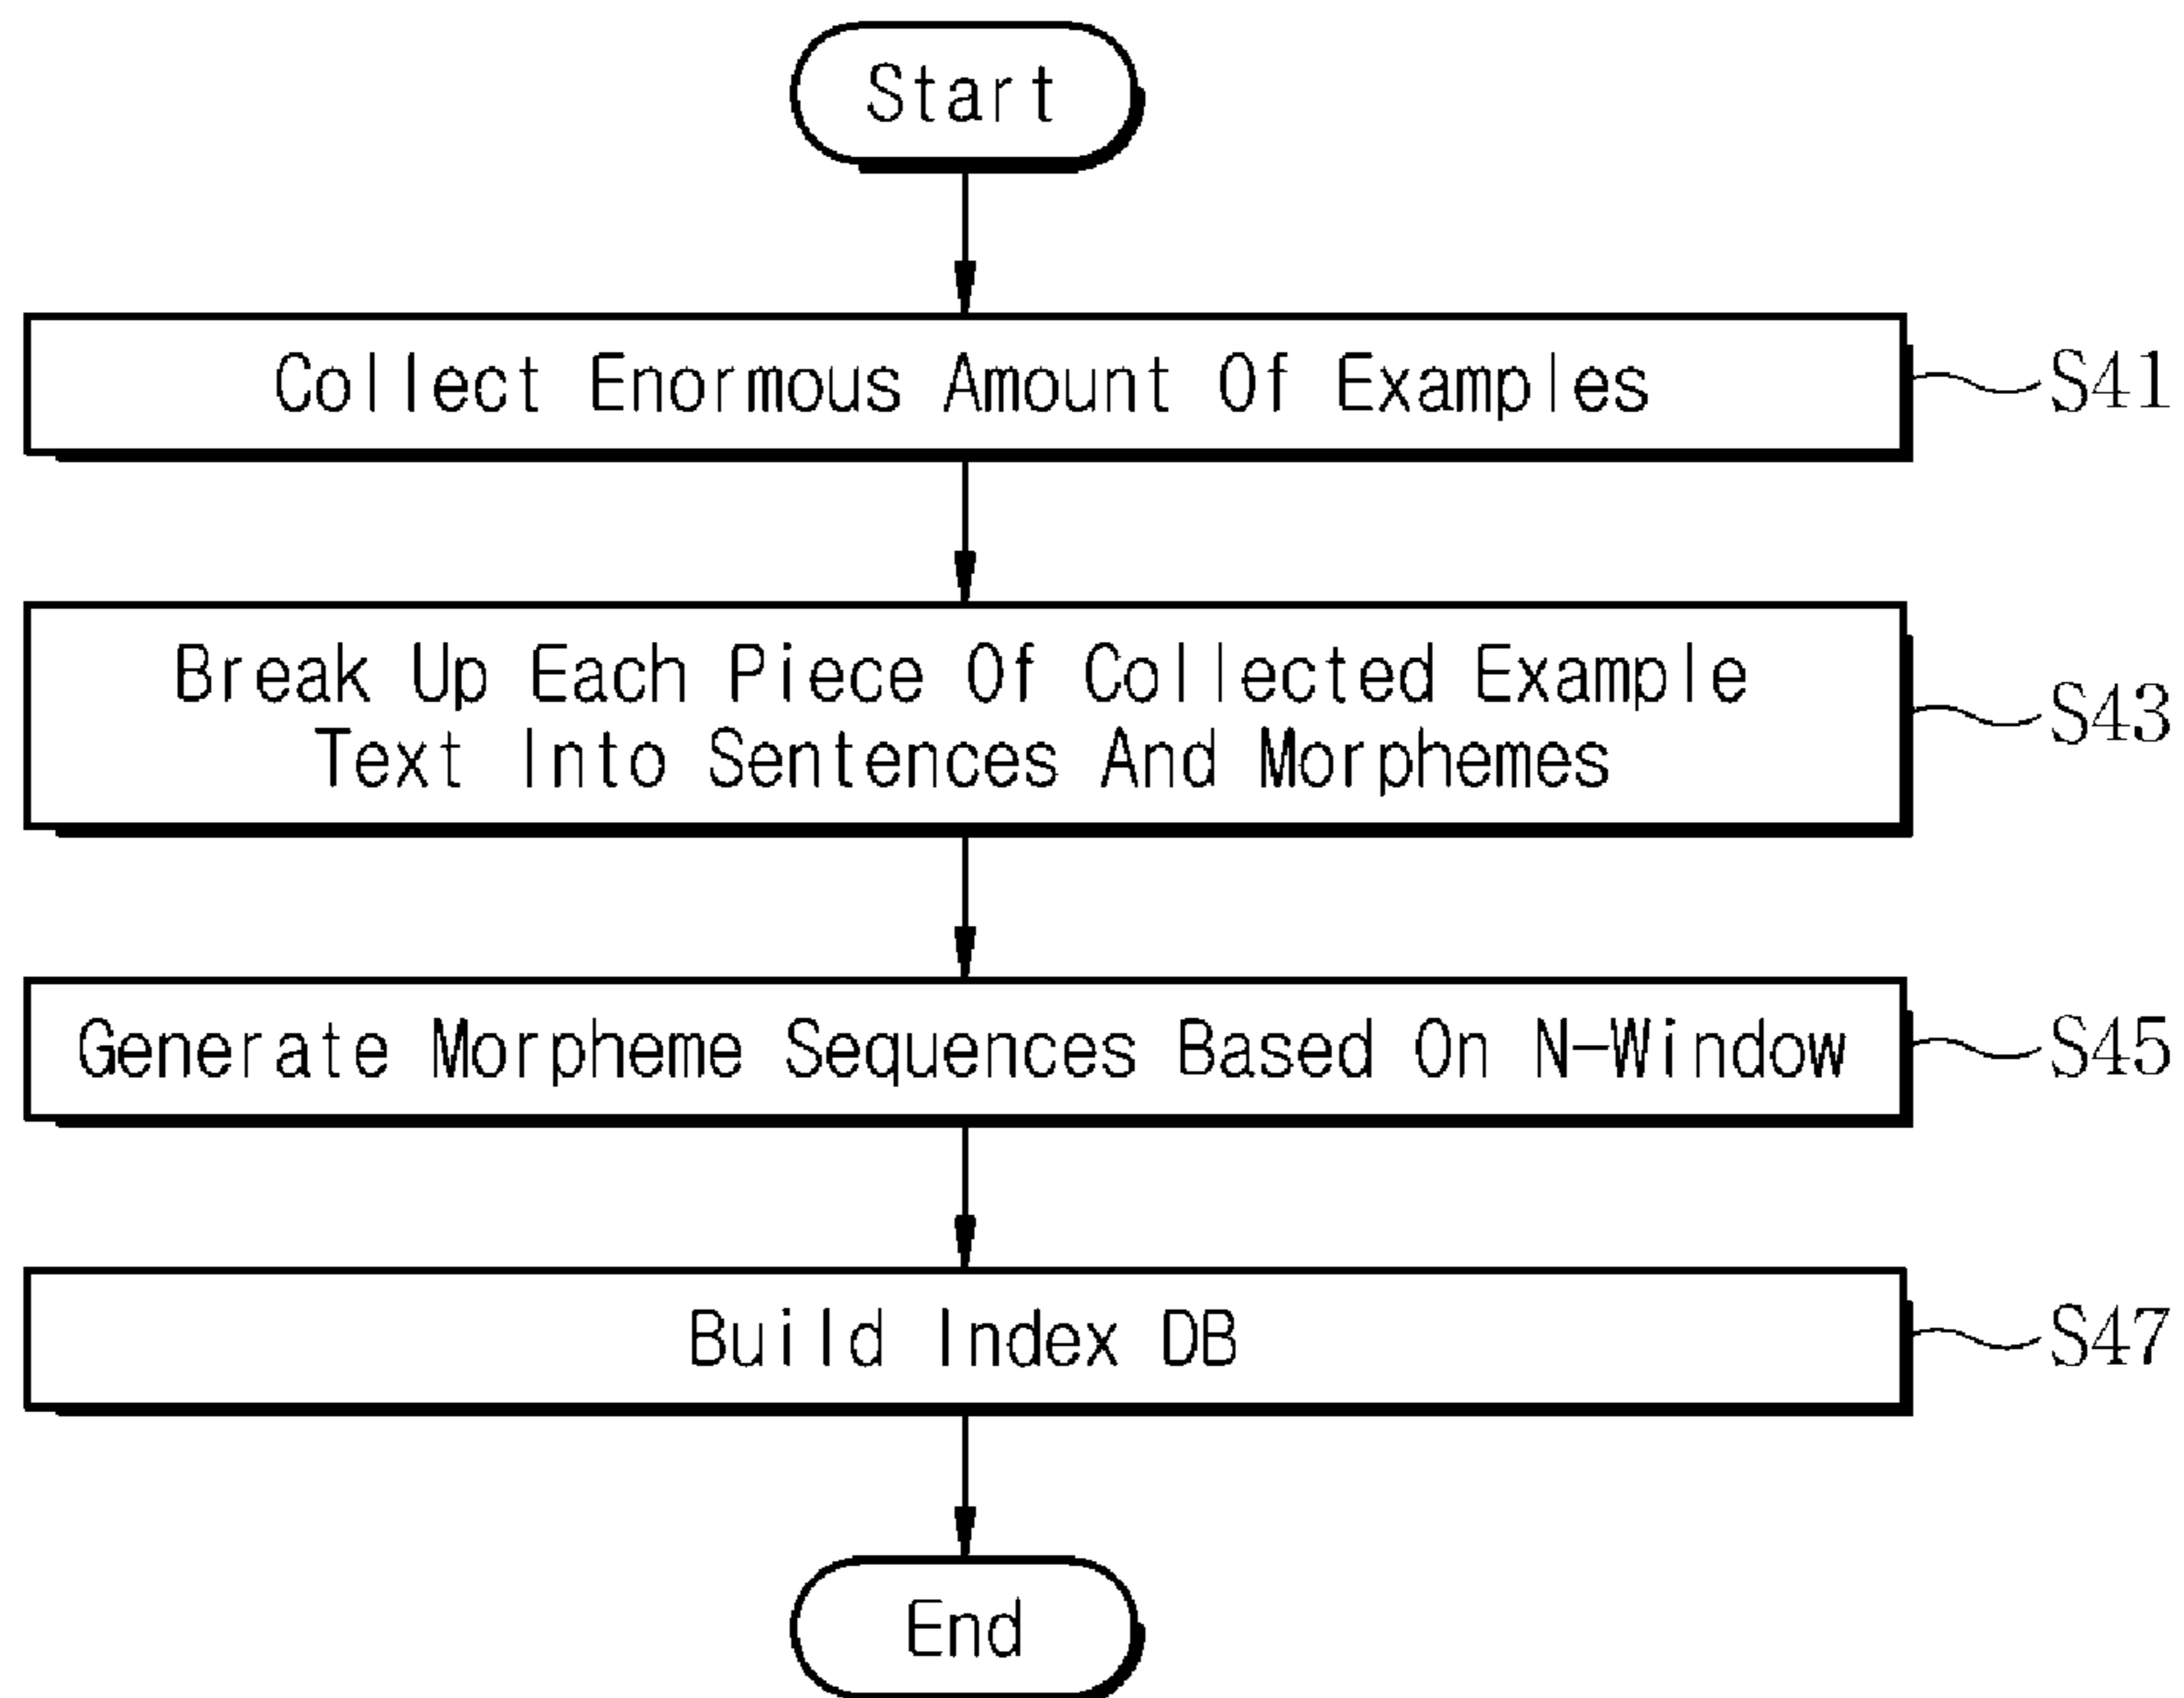 Start
Collect Enormous Amount Of Examples
S41
Break Up Each Piece Of Collected Example
Text Into Sentences And Morphemes
S43
Generate Morpheme Sequences Based On N-Window
S45
Build Index DB
S47
End